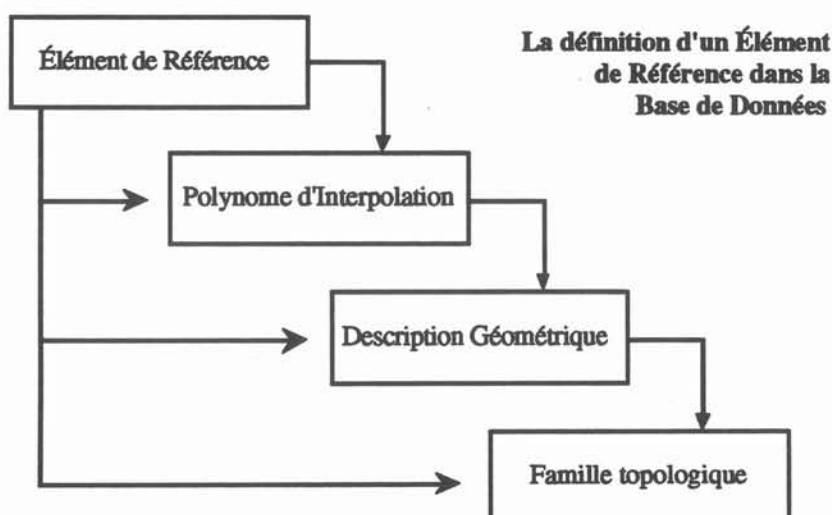 La définition d'un Élément
de Référence dans la
Base de Données
Élément de Référence
Polynome d'Interpolation
Description Géométrique
Famille topologique